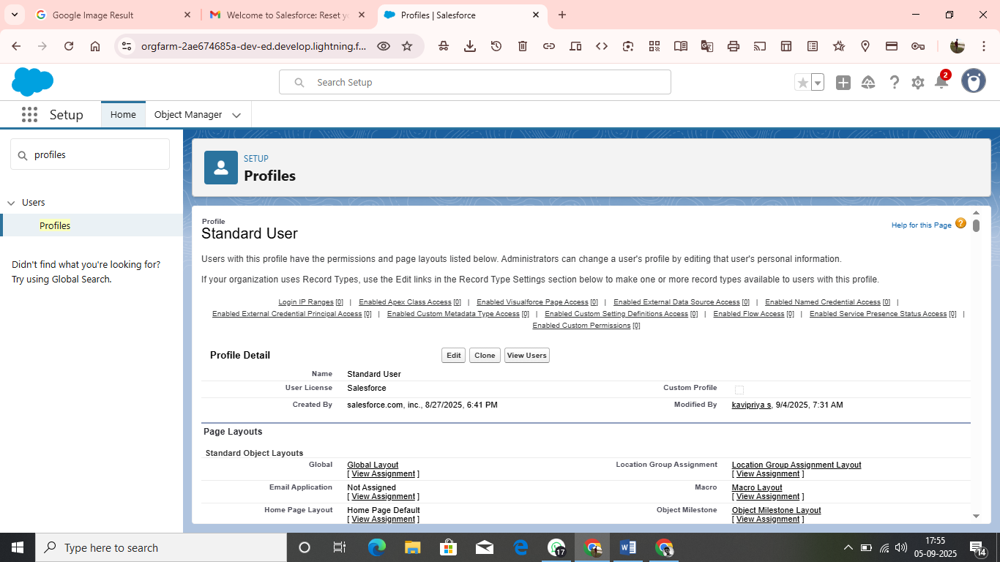 Google Image Result
Welcome to Salesforce: Reset yo
Profiles | Salesforce
orgfarm-2ae674685a-dev-ed.develop.lightning.f...
Search Setup
2
Setup
Home
Object Manager
profiles
Users
Profiles
Didn't find what you're looking for?
Try using Global Search.
SETUP
Profiles
Profile
Standard User
Help for this Page ?
Users with this profile have the permissions and page layouts listed below. Administrators can change a user's profile by editing that user's personal information.
If your organization uses Record Types, use the Edit links in the Record Type Settings section below to make one or more record types available to users with this profile.
Login IP Ranges [0] | Enabled Apex Class Access [0] | Enabled Visualforce Page Access [0] | Enabled External Data Source Access [0] | Enabled Named Credential Access [0] |
Enabled External Credential Principal Access [0] | Enabled Custom Metadata Type Access [0] | Enabled Custom Setting Definitions Access [0] | Enabled Flow Access [0] | Enabled Service Presence Status Access [0] |
Enabled Custom Permissions [0]
Profile Detail Edit Clone View Users
Name Standard User
User License Salesforce Custom Profile
Created By salesforce.com, inc., 8/27/2025, 6:41 PM Modified By kavipriya s, 9/4/2025, 7:31 AM
Page Layouts
Standard Object Layouts
Global Global Layout Location Group Assignment Location Group Assignment Layout
[ View Assignment ] [ View Assignment ]
Email Application Not Assigned Macro Macro Layout
[ View Assignment ] [ View Assignment ]
Home Page Layout Home Page Default Object Milestone Object Milestone Layout
[ View Assignment ] [ View Assignment ]
Type here to search
17
17:55
05-09-2025
14